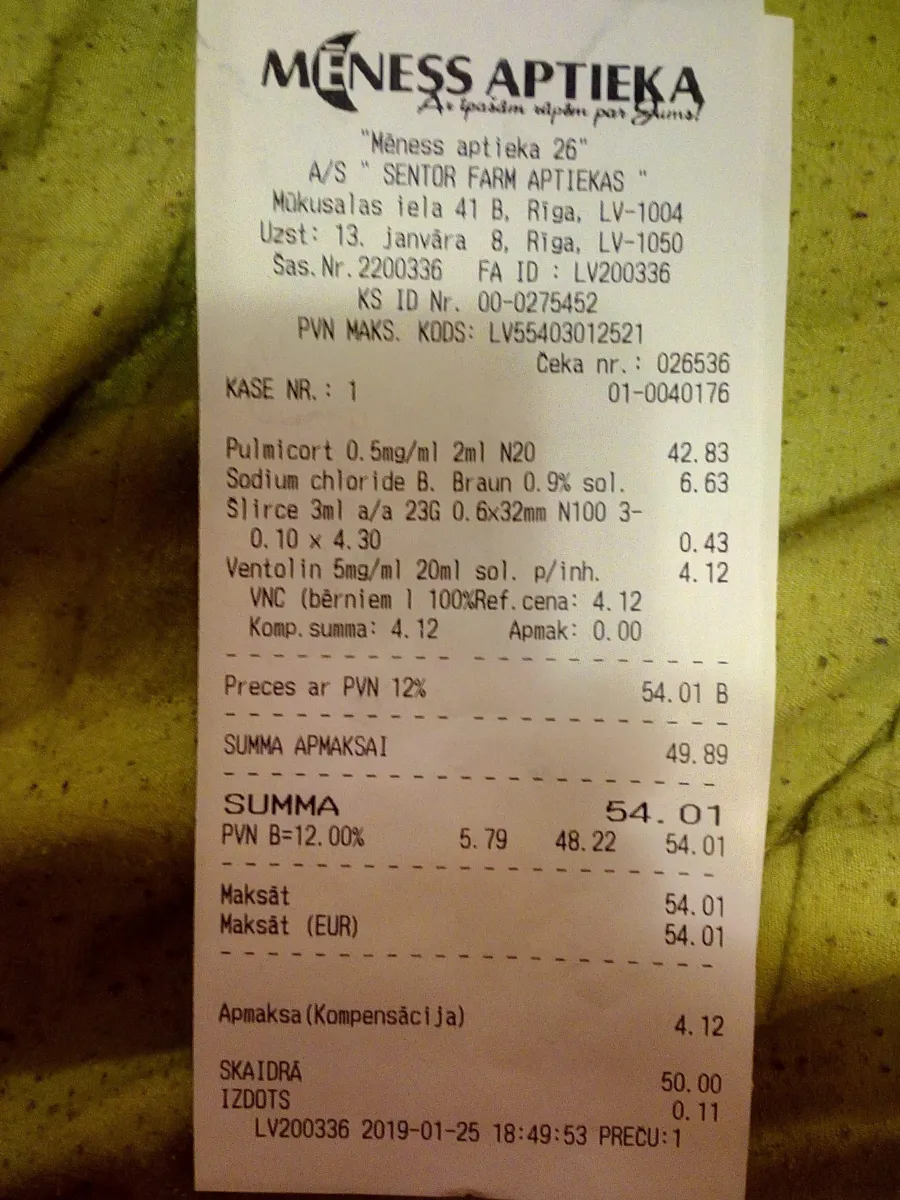 MĒNESS APTIEKA
Ar īpašām rūpēm par Jums!
"Mēness aptieka 26"
A/S " SENTOR FARM APTIEKAS "
Mūkusalas iela 41 B, Rīga, LV-1004
Uzst: 13. janvāra 8, Rīga, LV-1050
Šas.Nr.2200336 FA ID : LV200336
KS ID Nr. 00-0275452
PVN MAKS. KODS: LV55403012521
Čeka nr.: 026536
KASE NR.: 1 01-0040176
Pulmicort 0.5mg/ml 2ml N20 42.83
Sodium chloride B. Braun 0.9% sol. 6.63
Šlirce 3ml a/a 23G 0.6x32mm N100 3-
0.10 x 4.30 0.43
Ventolin 5mg/ml 20ml sol. p/inh. 4.12
VNC (bērniem l 100%Ref.cena: 4.12
Komp.summa: 4.12 Apmak: 0.00
Preces ar PVN 12% 54.01 B
SUMMA APMAKSAI 49.89
SUMMA 54.01
PVN B=12.00% 5.79 48.22 54.01
Maksāt 54.01
Maksāt (EUR) 54.01
Apmaksa(Kompensācija) 4.12
SKAIDRĀ 50.00
IZDOTS 0.11
LV200336 2019-01-25 18:49:53 PREČU:1